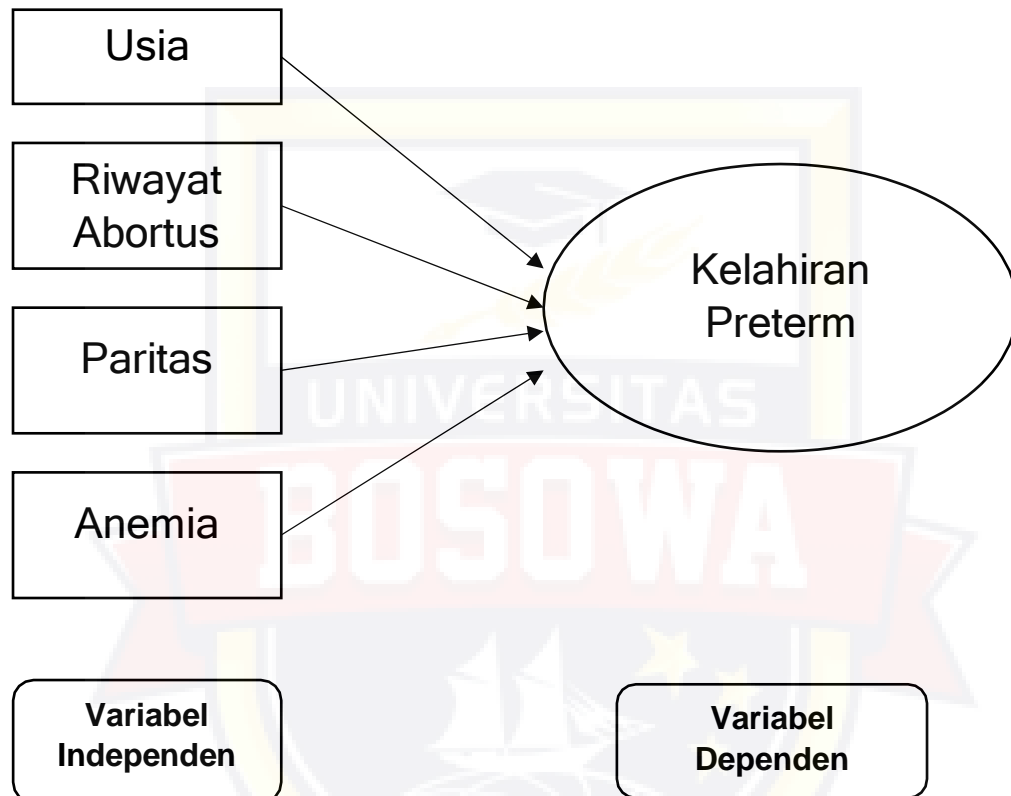 Usia
Riwayat
Abortus
Paritas
Anemia
Kelahiran
Preterm
UNIVERSITAS
BOSOWA
Variabel
Independen
Variabel
Dependen